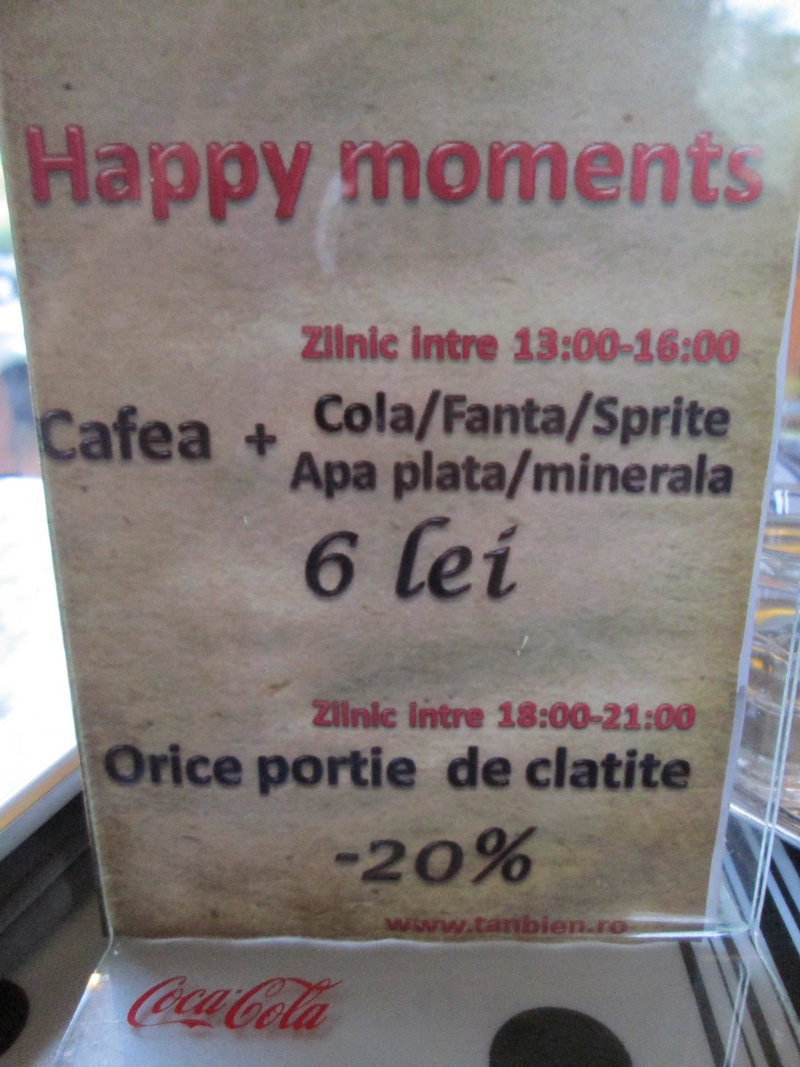 Happy moments
Zilnic intre 13:00-16:00
Cafea + Cola/Fanta/Sprite
Apa plata/minerala
6 lei
Zilnic intre 18:00-21:00
Orice portie de clatite
-20%
www.tanbien.ro
Coca-Cola